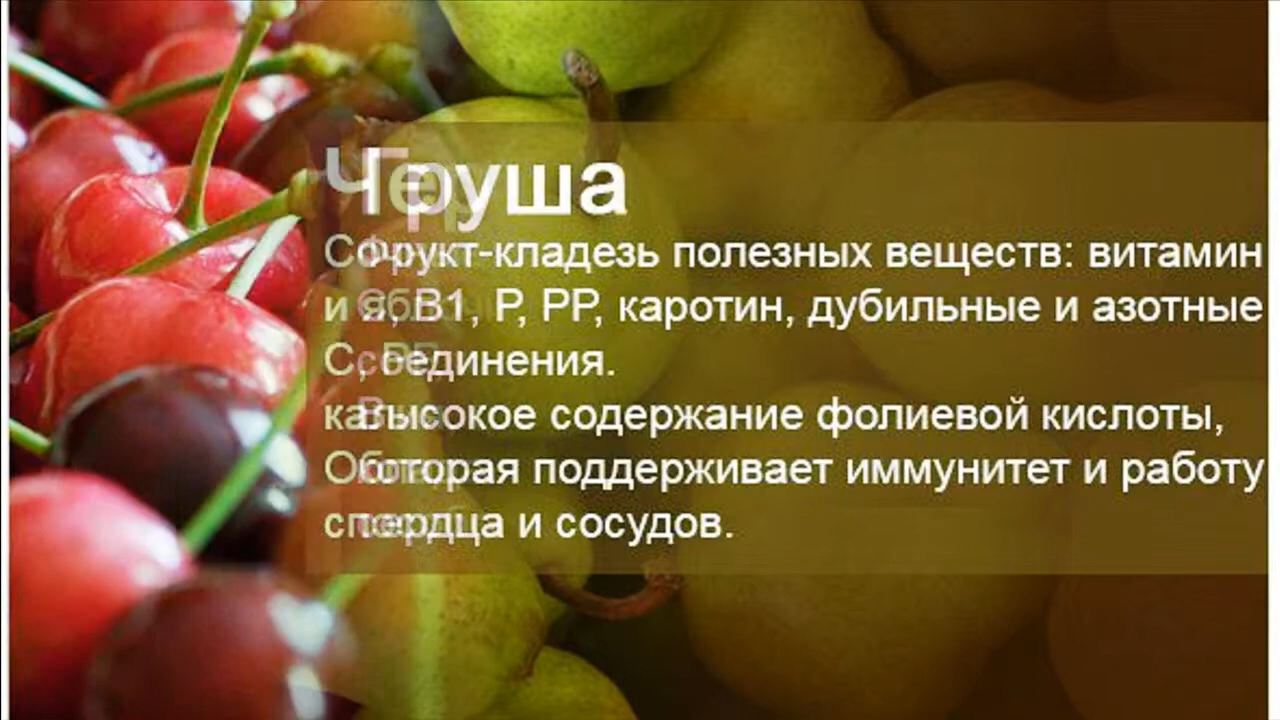 Груша
Фрукт-кладезь полезных веществ: витамин
В1, Р, РР, каротин, дубильные и азотные
соединения.
Высокое содержание фолиевой кислоты,
которая поддерживает иммунитет и работу
сердца и сосудов.